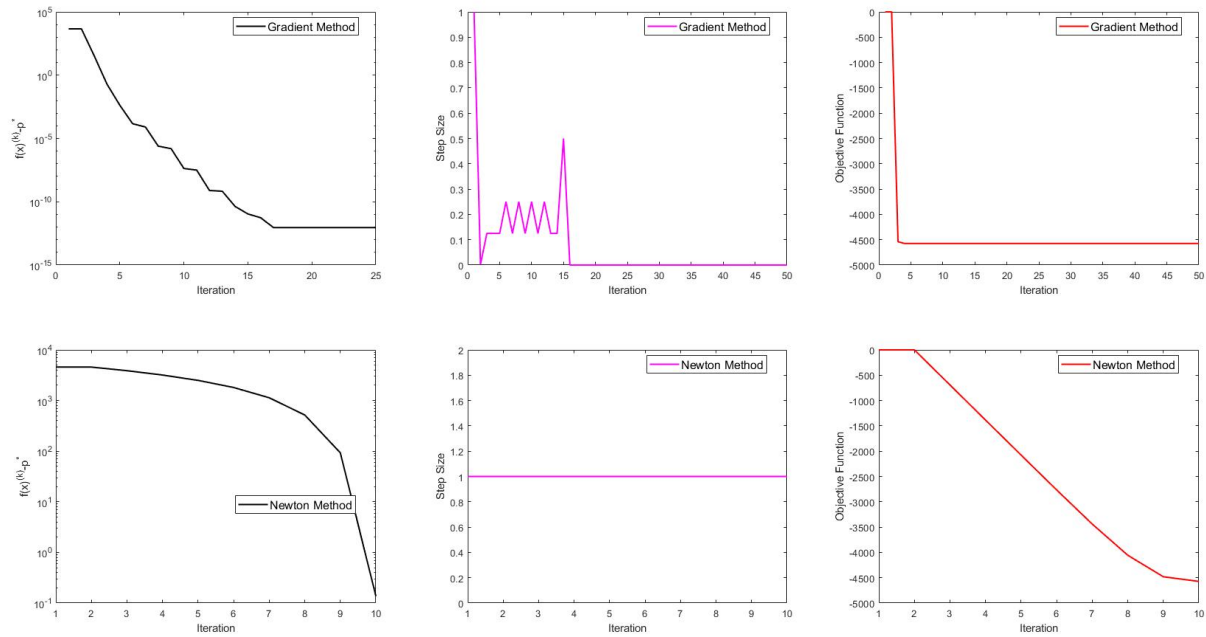 Gradient Method
10^5
10^0
10^-5
10^-10
10^-15
f(x)^(k)-p^*
0 5 10 15 20 25
Iteration
Gradient Method
1
0.9
0.8
0.7
0.6
0.5
0.4
0.3
0.2
0.1
0
Step Size
0 5 10 15 20 25 30 35 40 45 50
Iteration
Gradient Method
0
-500
-1000
-1500
-2000
-2500
-3000
-3500
-4000
-4500
-5000
Objective Function
0 5 10 15 20 25 30 35 40 45 50
Iteration
10^4
10^3
10^2
10^1
10^0
10^-1
f(x)^(k)-p^*
Newton Method
1 2 3 4 5 6 7 8 9 10
Iteration
Newton Method
2
1.8
1.6
1.4
1.2
1
0.8
0.6
0.4
0.2
0
Step Size
1 2 3 4 5 6 7 8 9 10
Iteration
Newton Method
0
-500
-1000
-1500
-2000
-2500
-3000
-3500
-4000
-4500
-5000
Objective Function
1 2 3 4 5 6 7 8 9 10
Iteration